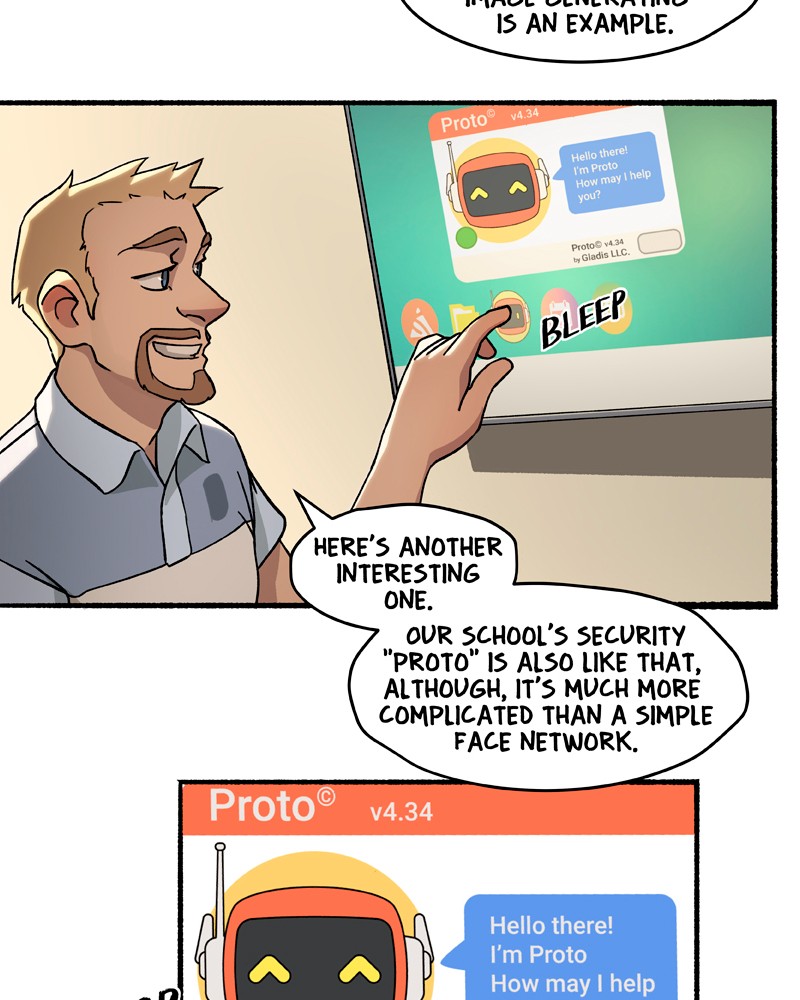 IMAGE GENERATING
IS AN EXAMPLE.
Proto© v4.34
Hello there!
I'm Proto
How may I help
you?
Proto© v4.34
by Gladis LLC.
BLEEP
HERE'S ANOTHER
INTERESTING
ONE.
OUR SCHOOL'S SECURITY
"PROTO" IS ALSO LIKE THAT,
ALTHOUGH, IT'S MUCH MORE
COMPLICATED THAN A SIMPLE
FACE NETWORK.
Proto© v4.34
Hello there!
I'm Proto
How may I help